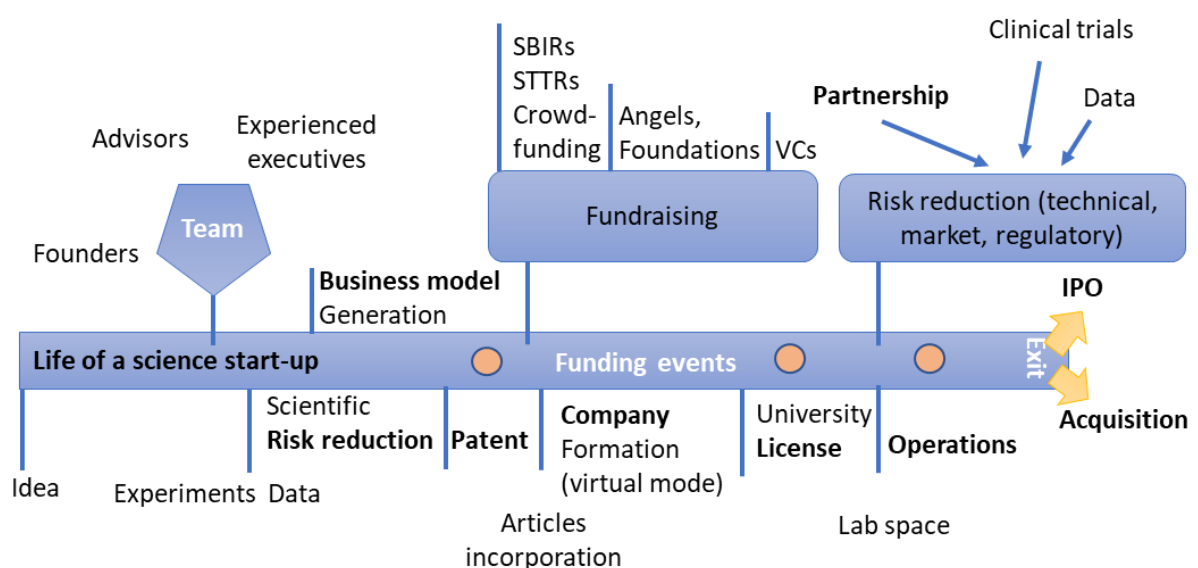 Clinical trials
SBIRs
STTRs
Crowd-
funding
Angels,
Foundations
VCs
Partnership
Data
Advisors
Experienced
executives
Team
Founders
Fundraising
Risk reduction (technical,
market, regulatory)
Business model
Generation
IPO
Life of a science start-up
Funding events
Exit
Acquisition
Scientific
Risk reduction
Patent
Company
Formation
(virtual mode)
University
License
Operations
Idea
Experiments
Data
Articles
incorporation
Lab space